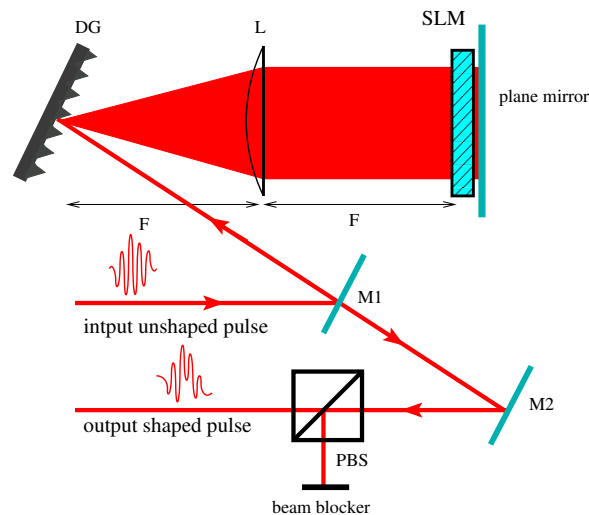 DG
L
SLM
plane mirror
F
F
M1
intput unshaped pulse
M2
output shaped pulse
PBS
beam blocker